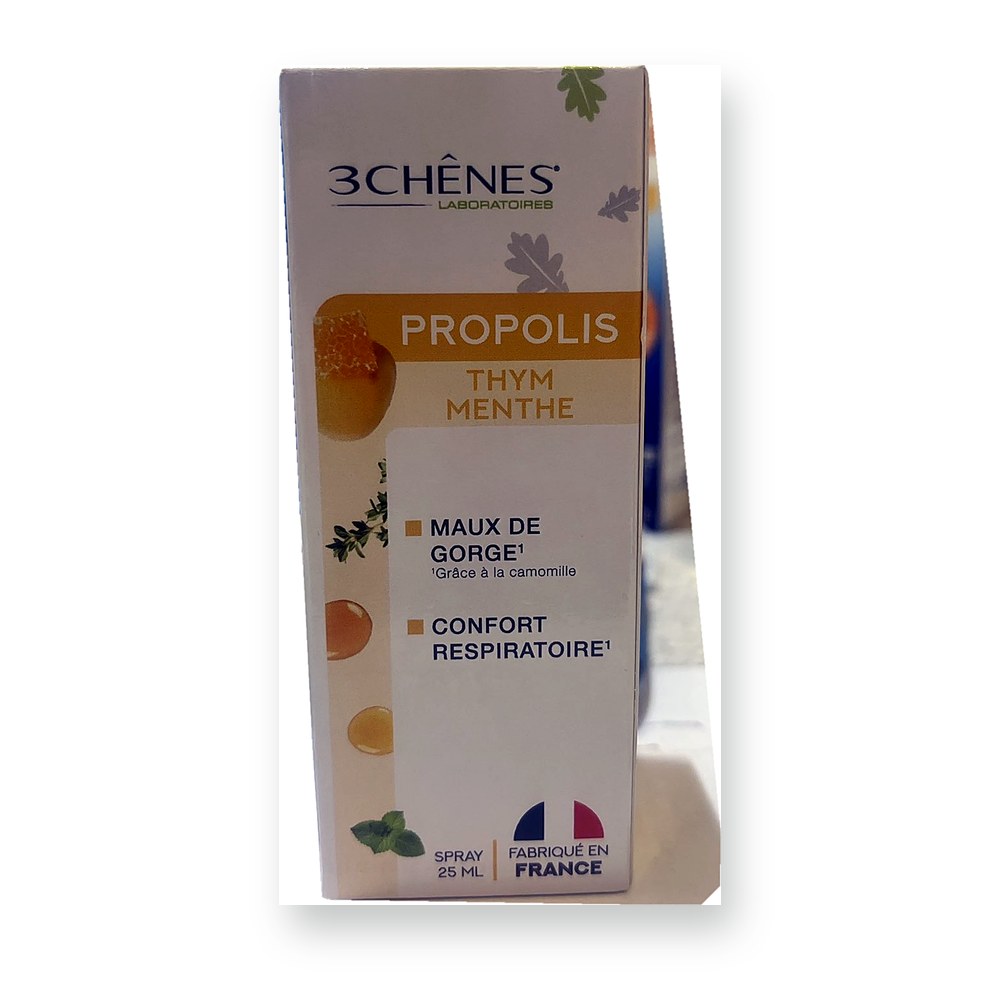 3CHÊNES
LABORATOIRES
PROPOLIS
THYM
MENTHE
MAUX DE
GORGE¹
¹Grâce à la camomille
CONFORT
RESPIRATOIRE¹
SPRAY
25 ML
FABRIQUÉ EN
FRANCE